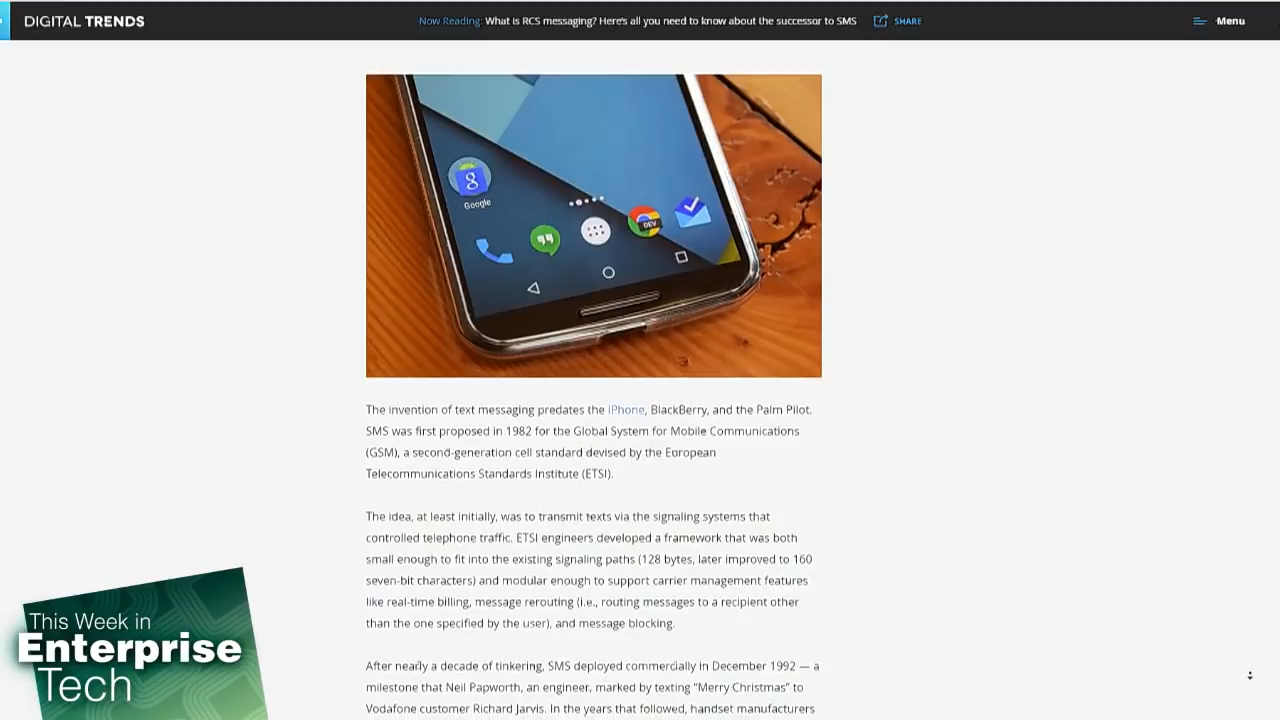 DIGITAL TRENDS
Now Reading: What is RCS messaging? Here's all you need to know about the successor to SMS
SHARE
Menu
Google
DEV
The invention of text messaging predates the iPhone, BlackBerry, and the Palm Pilot.
SMS was first proposed in 1982 for the Global System for Mobile Communications
(GSM), a second-generation cell standard devised by the European
Telecommunications Standards Institute (ETSI).
The idea, at least initially, was to transmit texts via the signaling systems that
controlled telephone traffic. ETSI engineers developed a framework that was both
small enough to fit into the existing signaling paths (128 bytes, later improved to 160
seven-bit characters) and modular enough to support carrier management features
like real-time billing, message rerouting (i.e., routing messages to a recipient other
than the one specified by the user), and message blocking.
After nearly a decade of tinkering, SMS deployed commercially in December 1992 — a
milestone that Neil Papworth, an engineer, marked by texting “Merry Christmas” to
Vodafone customer Richard Jarvis. In the years that followed, handset manufacturers
This Week in
Enterprise
Tech